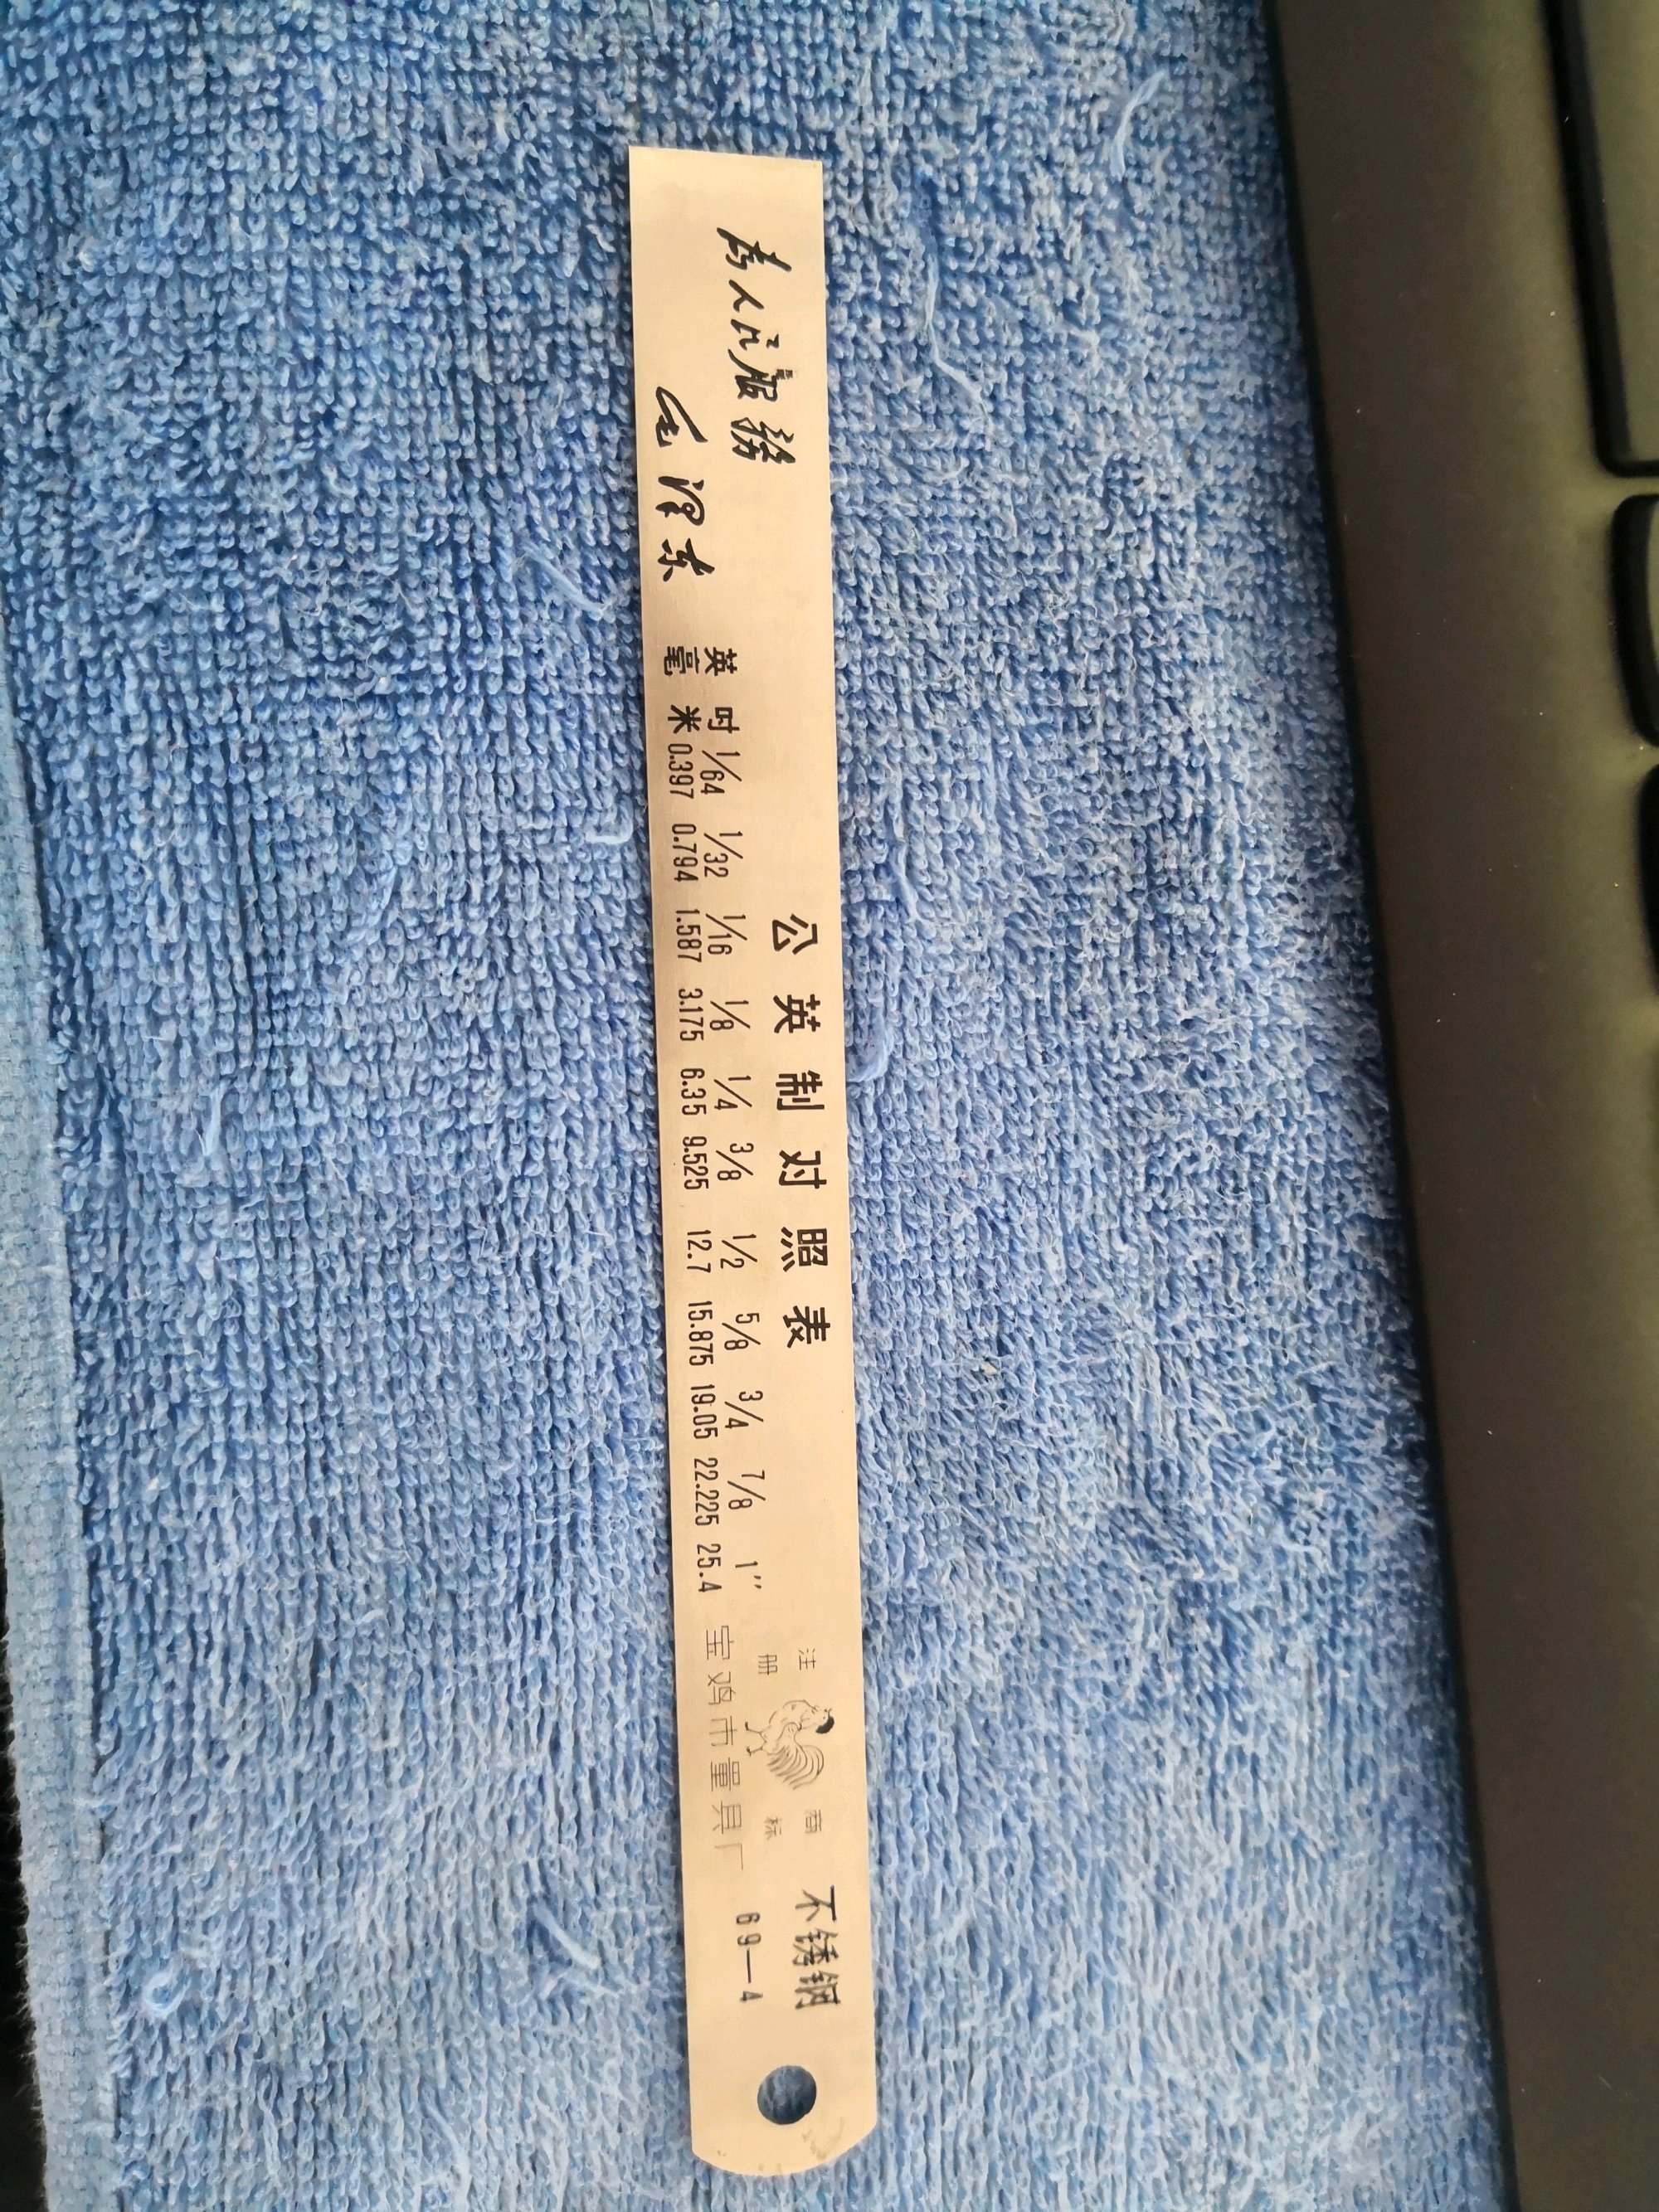 为人民服務
毛泽东
公英制对照表
英吋 1/64 1/32 1/16 1/8 1/4 3/8 1/2 5/8 3/4 7/8 1"
毫米 0.397 0.794 1.587 3.175 6.35 9.525 12.7 15.875 19.05 22.225 25.4
注册 商标
宝鸡市量具厂
不锈钢
69—4